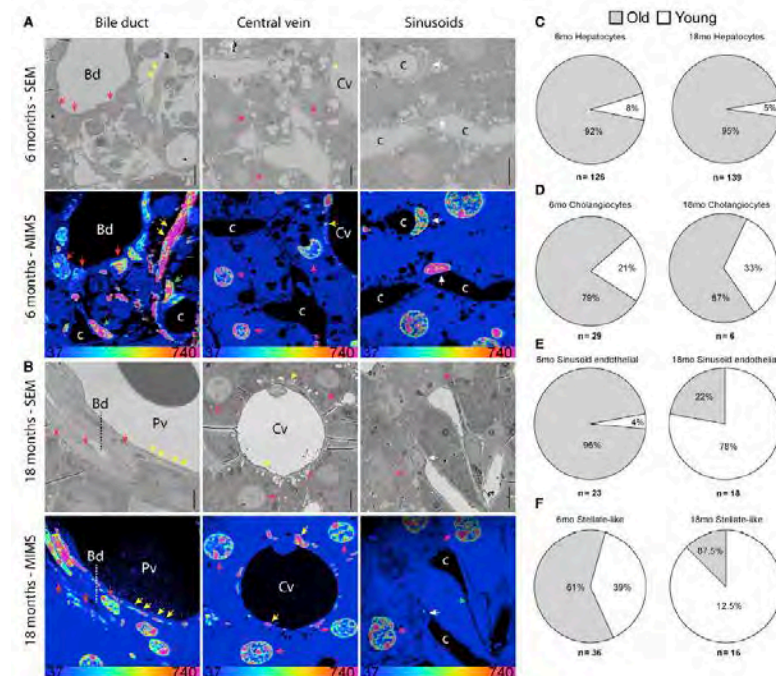 A
Bile duct
Central vein
Sinusoids
6 months - SEM
Bd
Cv
C
C
C
6 months - MIMS
Bd
C
C
C
Cv
C
C
C
C
37 740
37 740
37 740
B
18 months - SEM
Bd
Pv
Cv
18 months - MIMS
Bd
Pv
Cv
C
C
37 740
37 740
37 740
Old Young
C
6mo Hepatocytes
18mo Hepatocytes
8%
92%
5%
95%
n= 126
n= 139
D
6mo Cholangiocytes
18mo Cholangiocytes
21%
79%
33%
67%
n= 29
n= 6
E
6mo Sinusoid endothelial
18mo Sinusoid endothelial
4%
96%
22%
78%
n= 23
n= 18
F
6mo Stellate-like
18mo Stellate-like
61%
39%
87.5%
12.5%
n= 36
n= 16